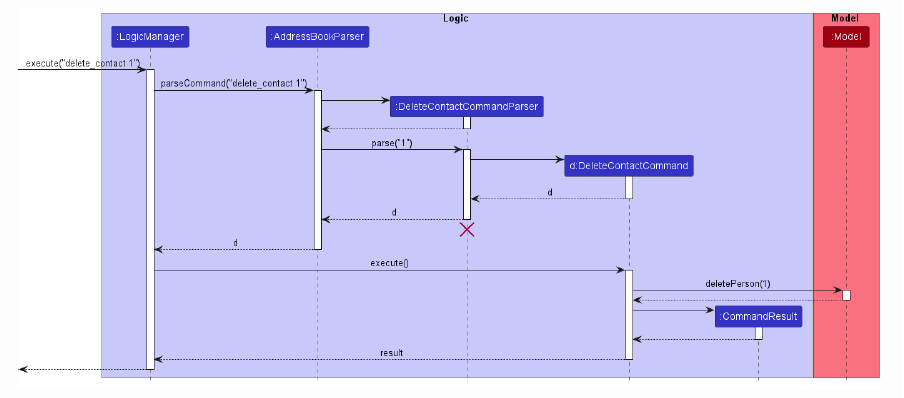 Logic
Model
:LogicManager
:AddressBookParser
:Model
execute("delete_contact 1")
parseCommand("delete_contact 1")
:DeleteContactCommandParser
parse("1")
d:DeleteContactCommand
d
d
d
execute()
deletePerson(1)
:CommandResult
result